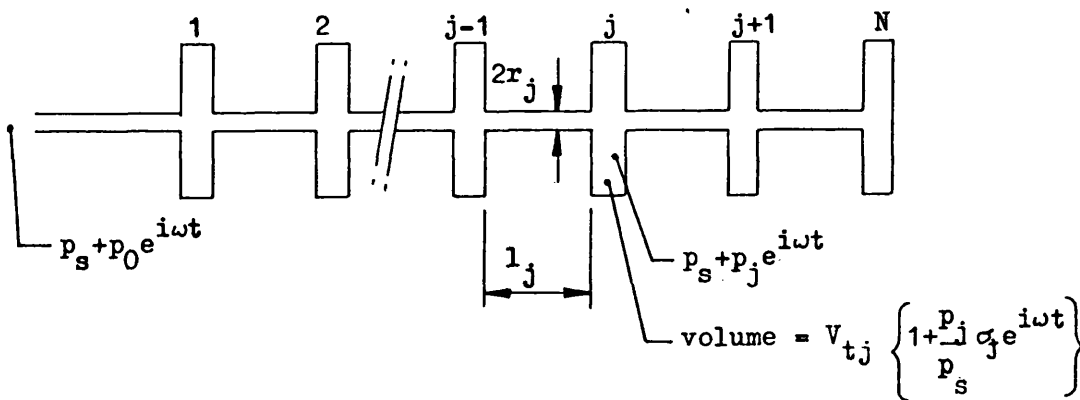 1 2 j-1 j j+1 N
2r_j
p_s+p_0e^{iωt}
l_j
p_s+p_je^{iωt}
volume = V_{tj} {1+\frac{p_j}{p_s}σ_je^{iωt}}